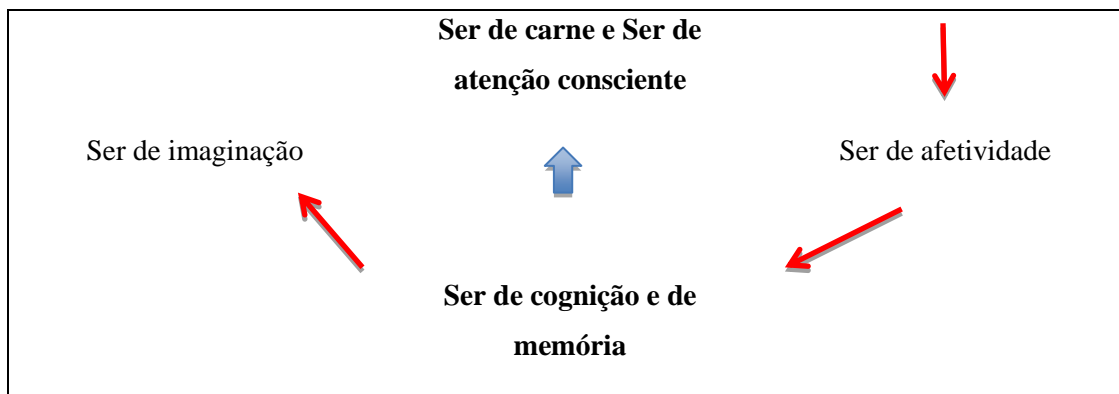 Ser de carne e Ser de
atenção consciente
Ser de imaginação
Ser de afetividade
Ser de cognição e de
memória